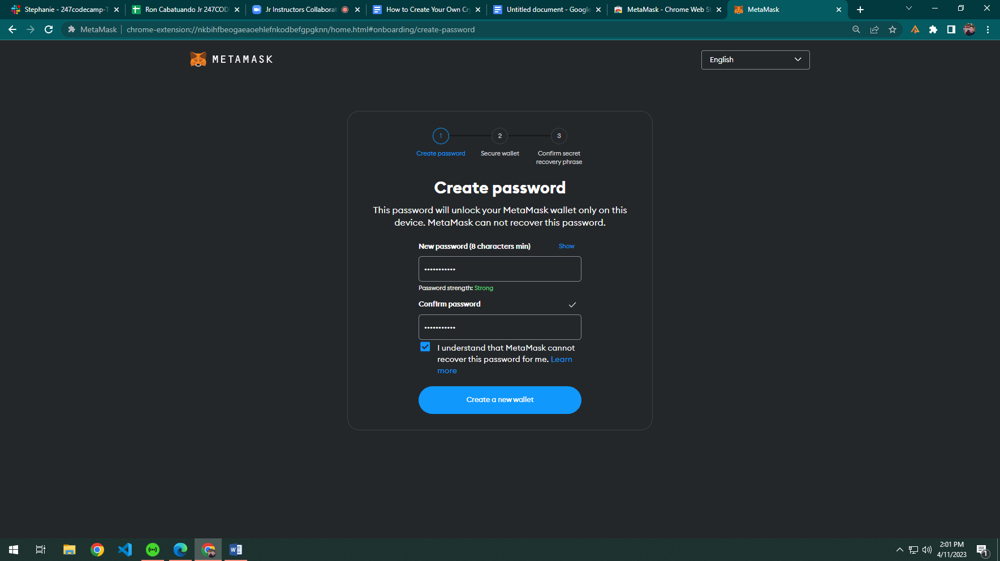 Stephanie - 247codecamp-T
Ron Cabatuando Jr 247COD
Jr Instructors Collaborat
How to Create Your Own Cr
Untitled document - Google
MetaMask - Chrome Web St
MetaMask
MetaMask
chrome-extension://nkbihfbeogaeaoehlefnkodbefgpgknn/home.html#onboarding/create-password
METAMASK
English
1
2
3
Create password
Secure wallet
Confirm secret
recovery phrase
Create password
This password will unlock your MetaMask wallet only on this
device. MetaMask can not recover this password.
New password (8 characters min)
Show
•••••••••••
Password strength: Strong
Confirm password
•••••••••••
I understand that MetaMask cannot
recover this password for me. Learn
more
Create a new wallet
2:01 PM
4/11/2023
1